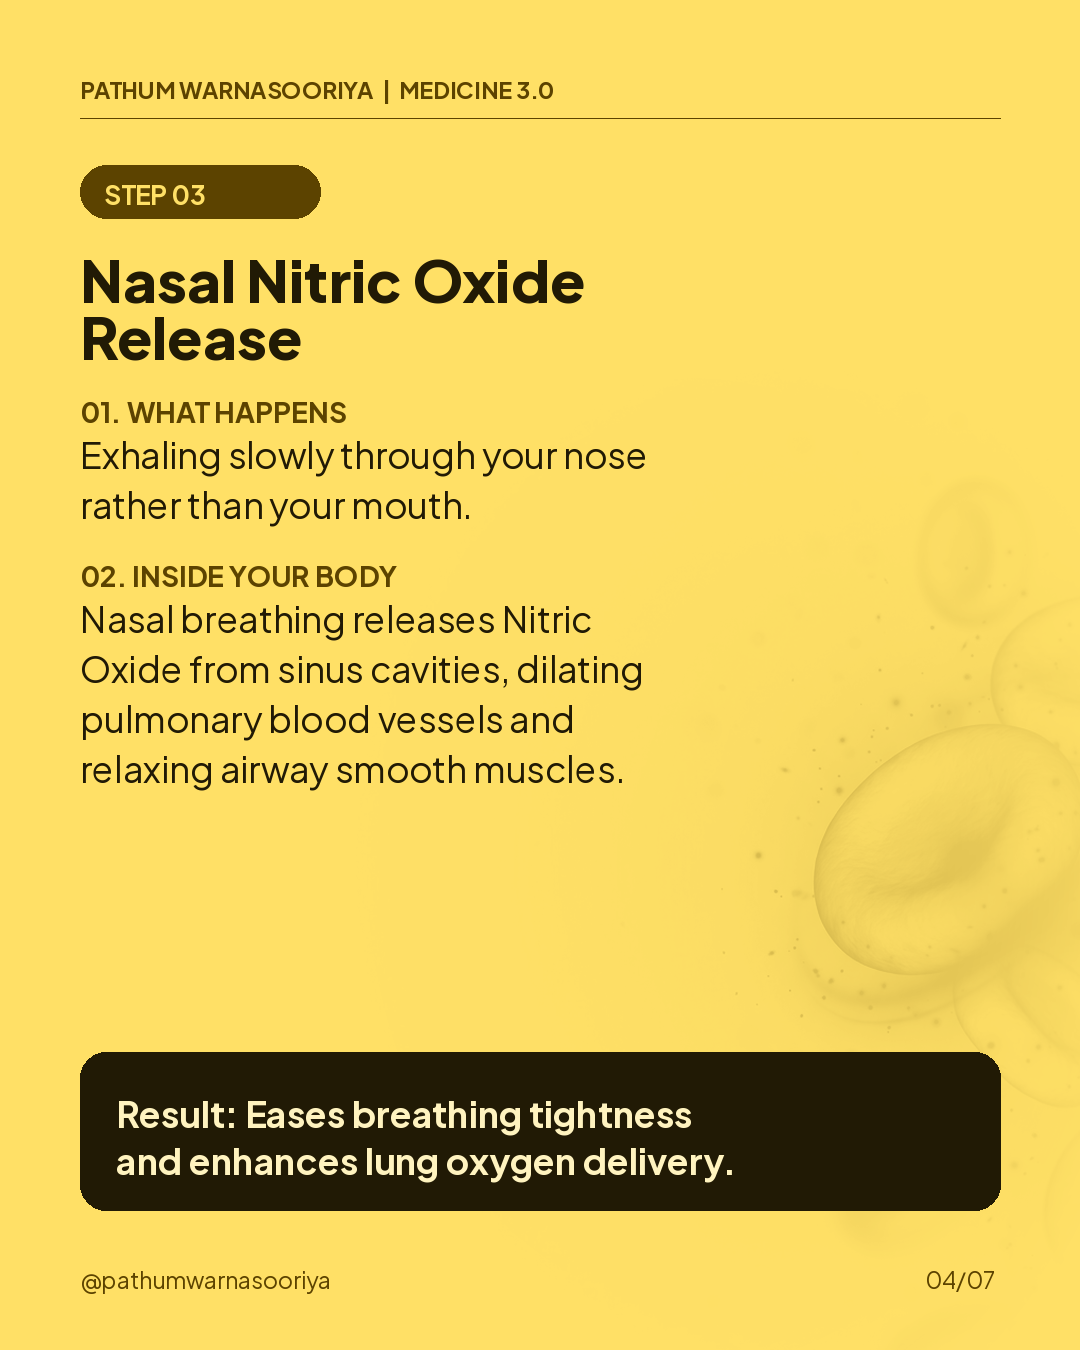 PATHUM WARNASOORIYA | MEDICINE 3.0
STEP 03
Nasal Nitric Oxide
Release
01. WHAT HAPPENS
Exhaling slowly through your nose
rather than your mouth.
02. INSIDE YOUR BODY
Nasal breathing releases Nitric
Oxide from sinus cavities, dilating
pulmonary blood vessels and
relaxing airway smooth muscles.
Result: Eases breathing tightness
and enhances lung oxygen delivery.
@pathumwarnasooriya
04/07